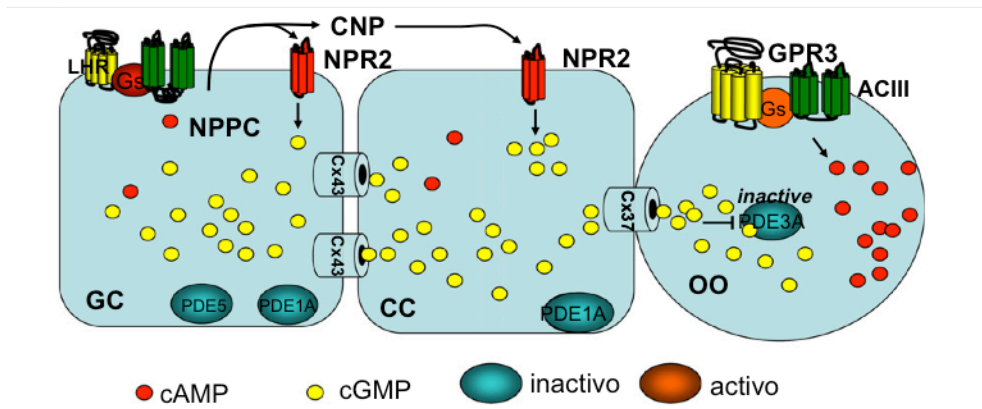 CNP
NPR2
NPR2
GPR3
LHR
Gs
ACIII
Gs
NPPC
Cx43
Cx43
Cx37
inactive
PDE3A
GC
PDE5
PDE1A
CC
PDE1A
OO
cAMP
cGMP
inactivo
activo